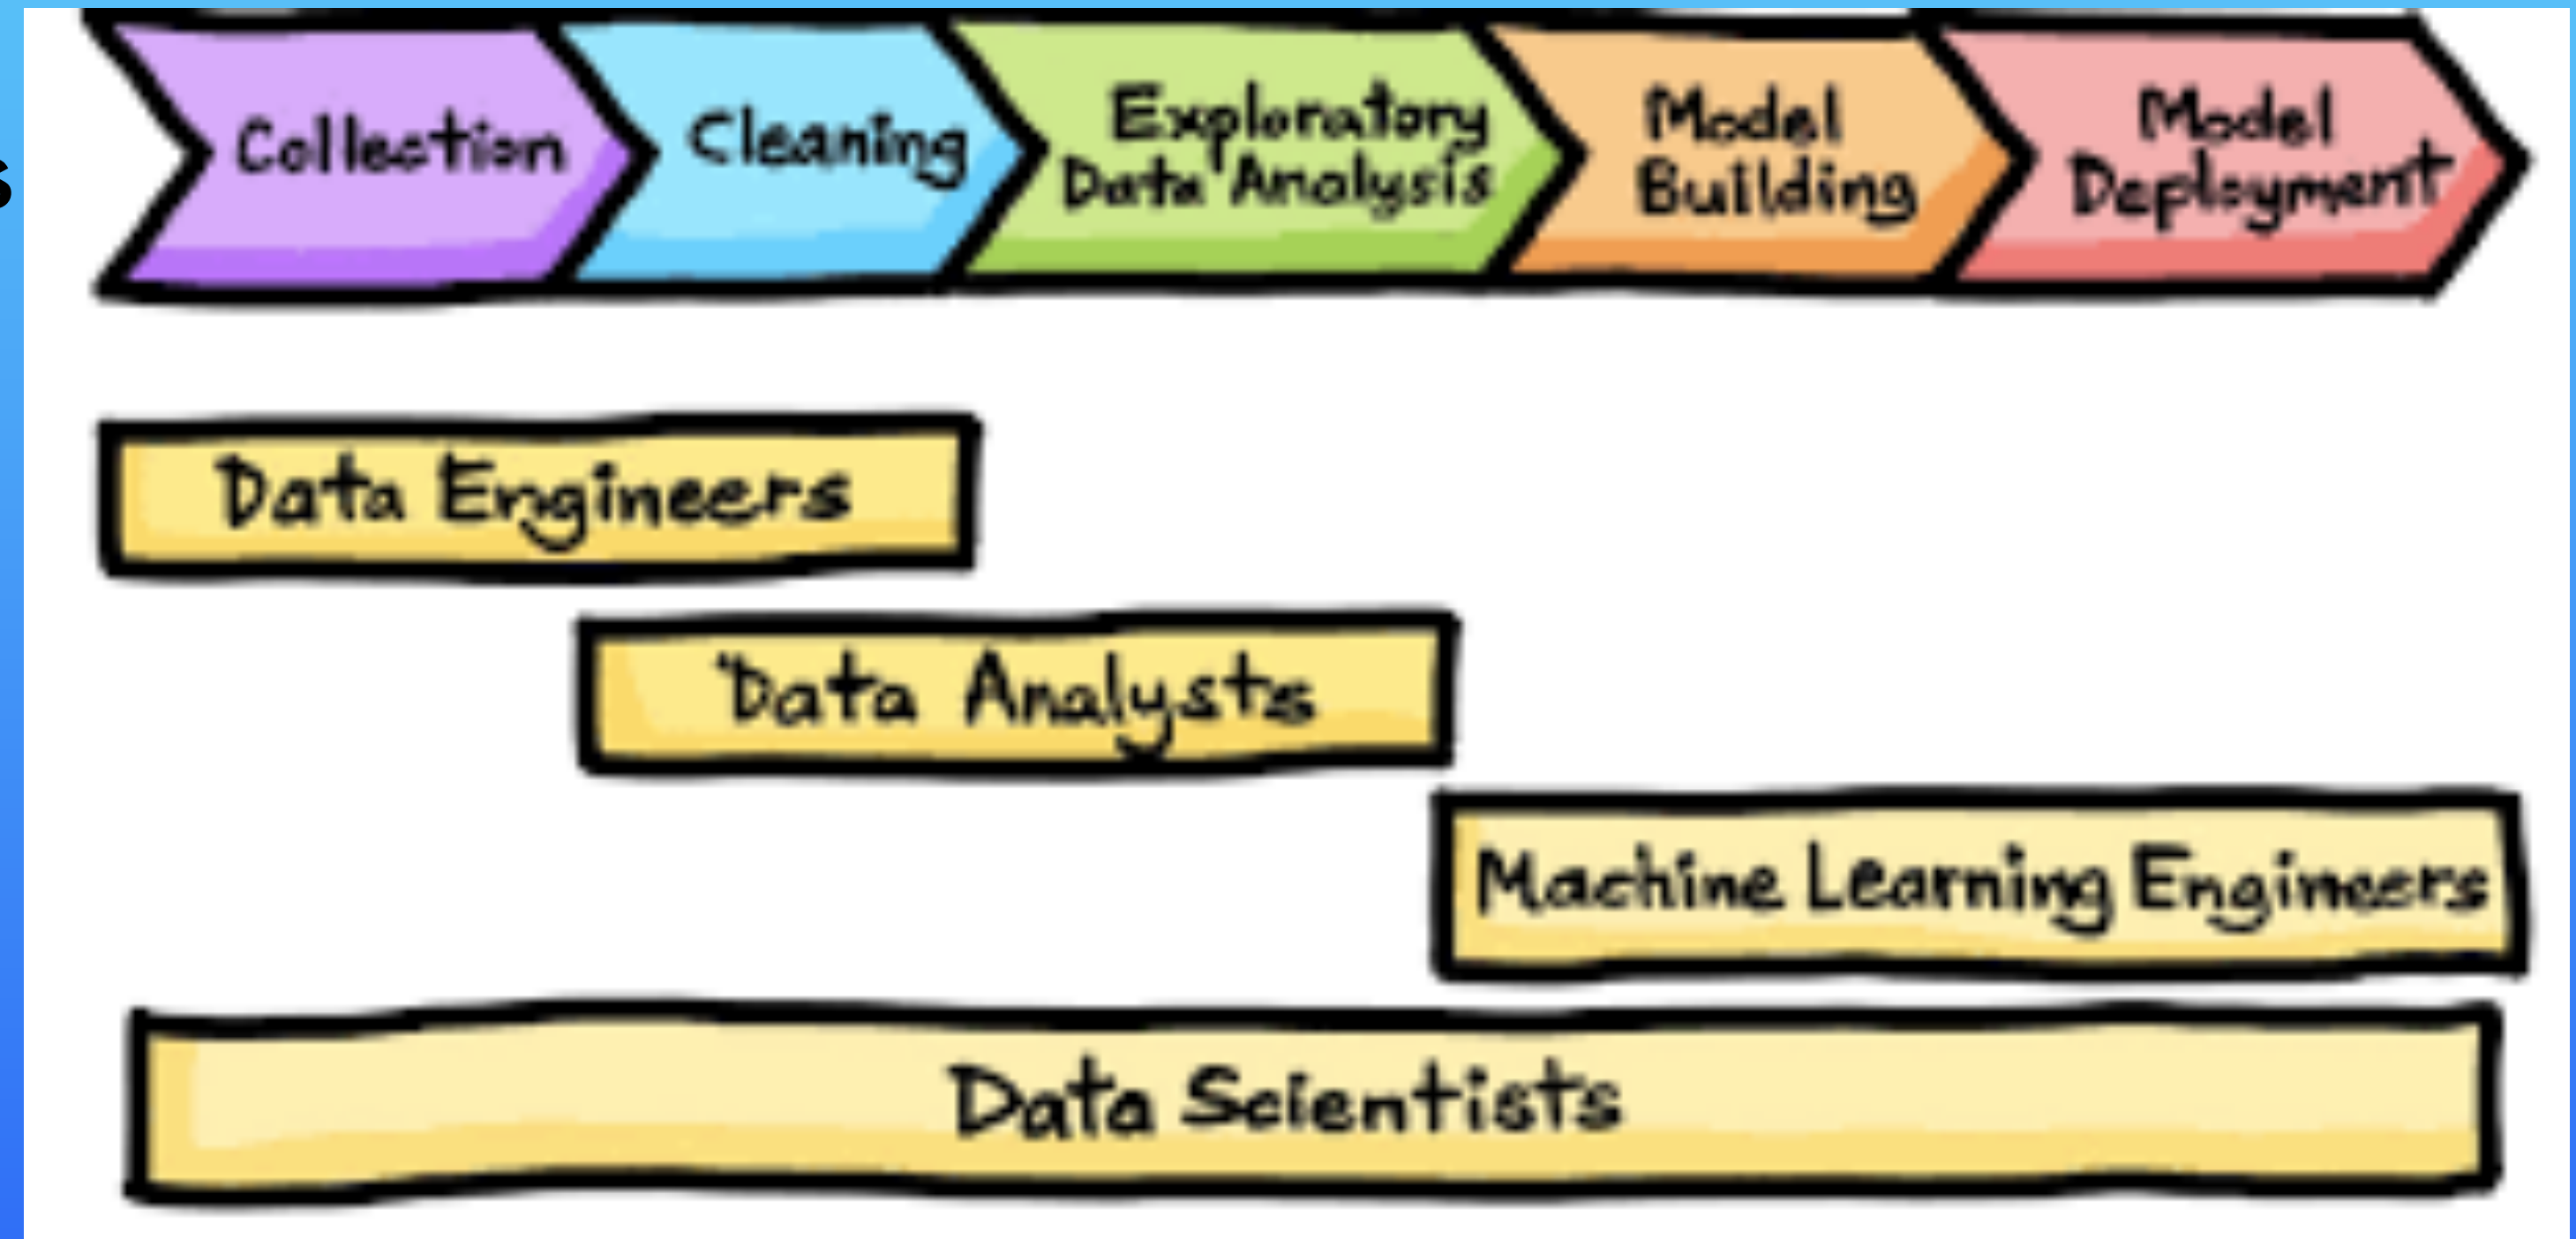 s
Collection
Cleaning
Exploratory
Data Analysis
Model
Building
Model
Deployment
Data Engineers
Data Analysts
Machine Learning Engineers
Data Scientists